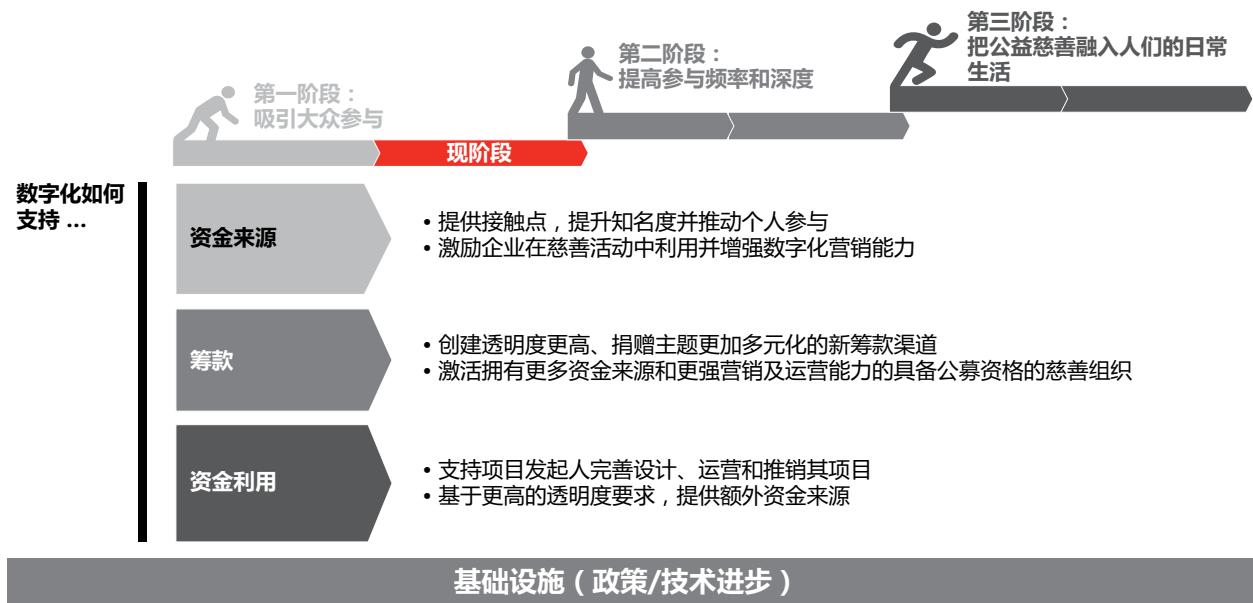 第一阶段：
吸引大众参与
第二阶段：
提高参与频率和深度
第三阶段：
把公益慈善融入人们的日常
生活
现阶段
数字化如何
支持 ...
资金来源
• 提供接触点，提升知名度并推动个人参与
• 激励企业在慈善活动中利用并增强数字化营销能力
筹款
• 创建透明度更高、捐赠主题更加多元化的新筹款渠道
• 激活拥有更多资金来源和更强营销及运营能力的具备公募资格的慈善组织
资金利用
• 支持项目发起人完善设计、运营和推销其项目
• 基于更高的透明度要求，提供额外资金来源
基础设施（政策/技术进步）